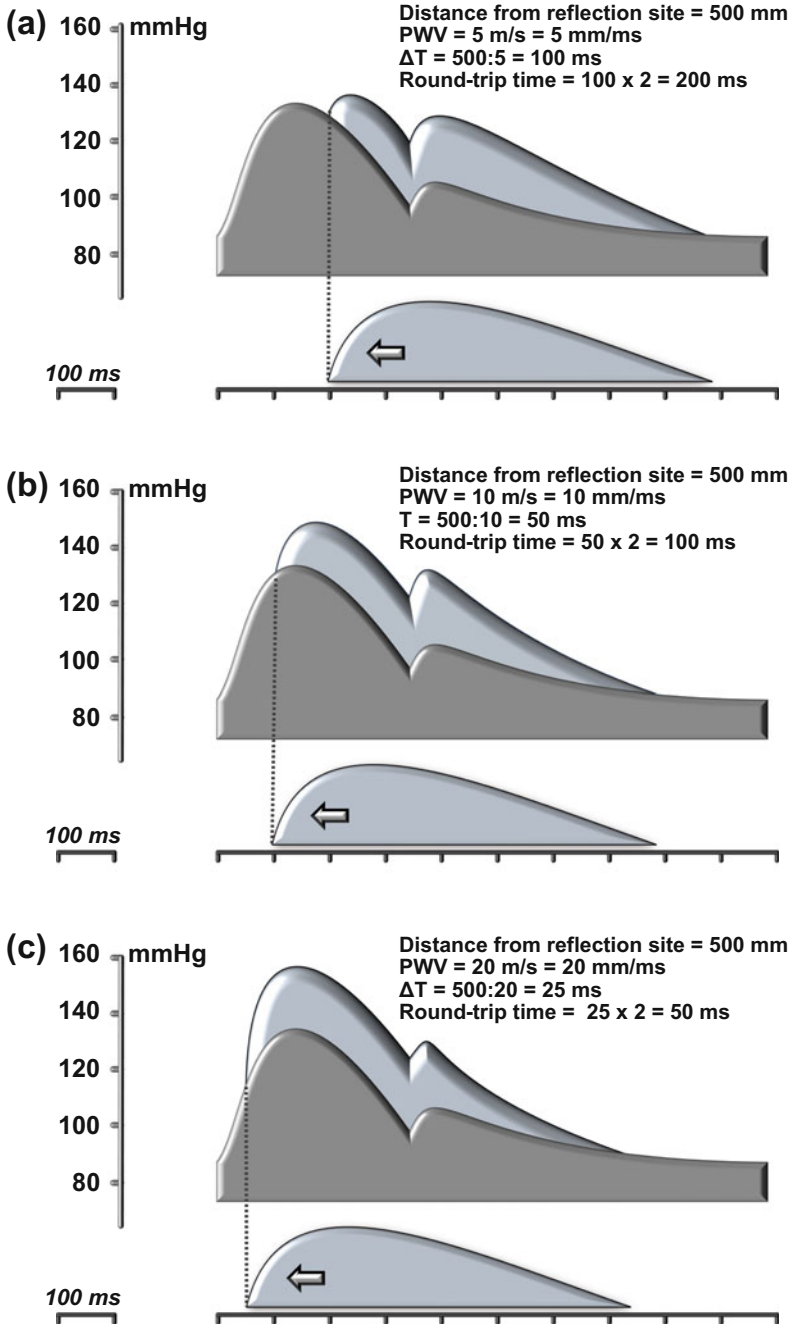 (a)
160 mmHg
140
120
100
80
Distance from reflection site = 500 mm
PWV = 5 m/s = 5 mm/ms
ΔT = 500:5 = 100 ms
Round-trip time = 100 x 2 = 200 ms
100 ms
(b)
160 mmHg
140
120
100
80
Distance from reflection site = 500 mm
PWV = 10 m/s = 10 mm/ms
T = 500:10 = 50 ms
Round-trip time = 50 x 2 = 100 ms
100 ms
(c)
160 mmHg
140
120
100
80
Distance from reflection site = 500 mm
PWV = 20 m/s = 20 mm/ms
ΔT = 500:20 = 25 ms
Round-trip time = 25 x 2 = 50 ms
100 ms